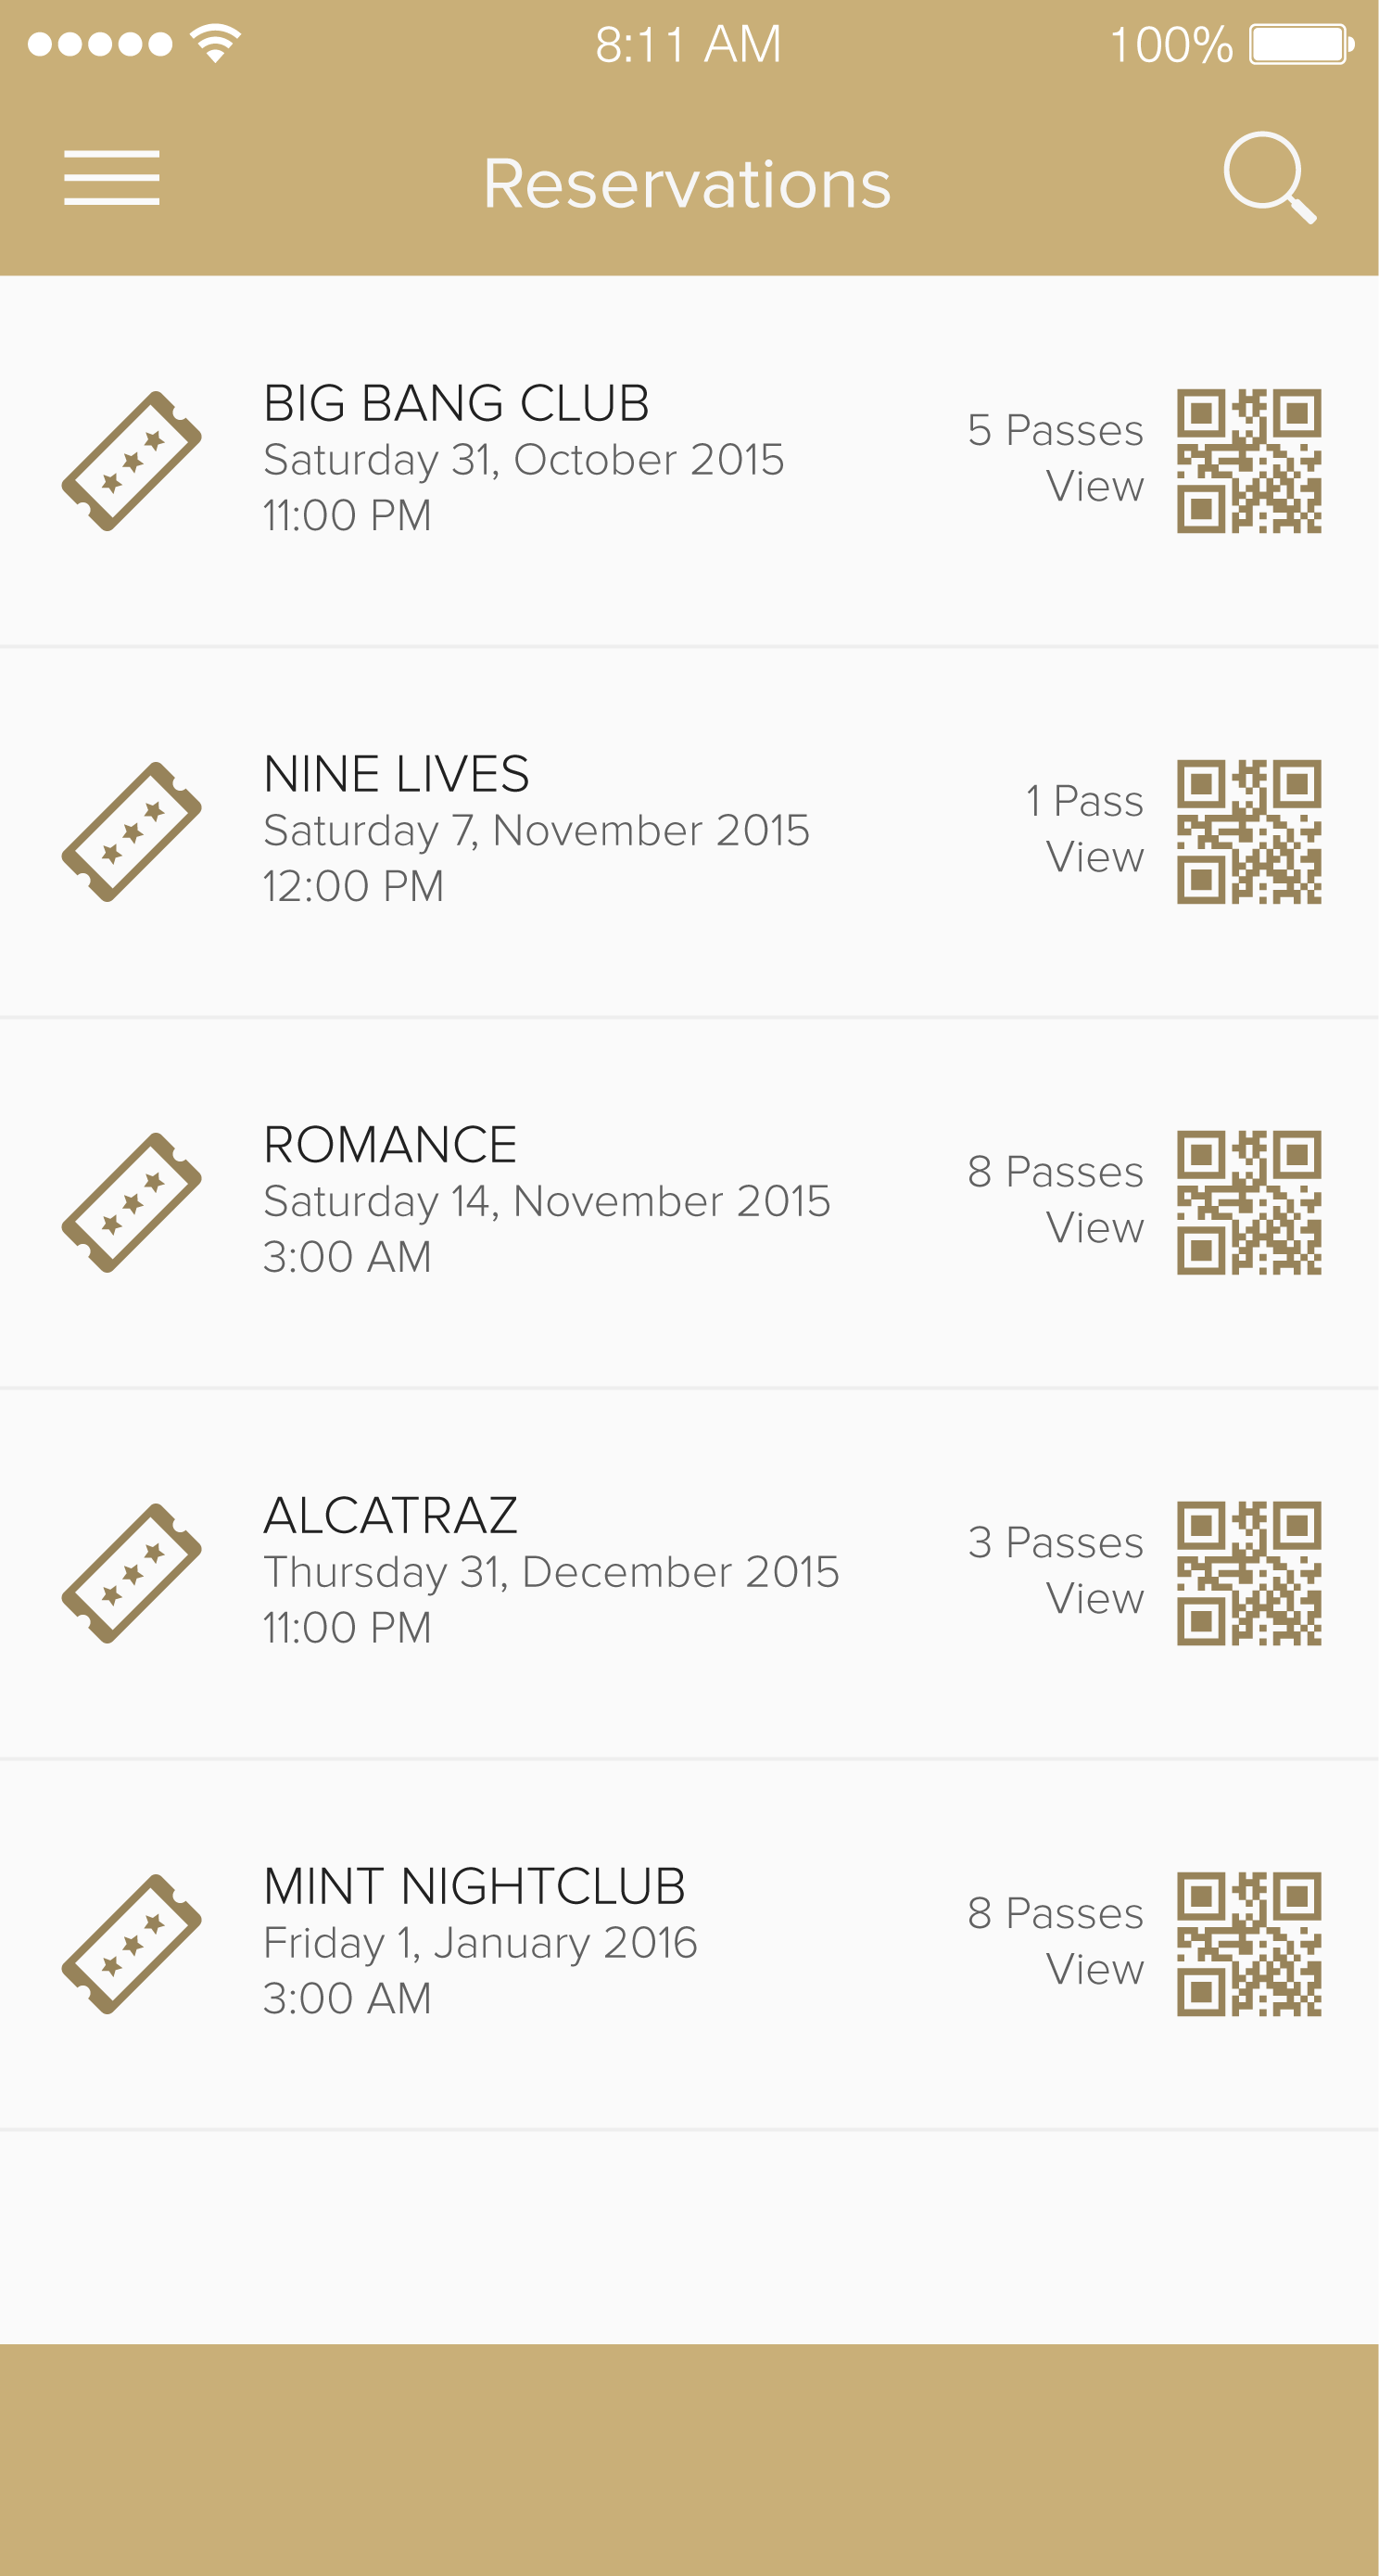 8:11 AM 100%
Reservations
BIG BANG CLUB
Saturday 31, October 2015
11:00 PM
5 Passes
View
NINE LIVES
Saturday 7, November 2015
12:00 PM
1 Pass
View
ROMANCE
Saturday 14, November 2015
3:00 AM
8 Passes
View
ALCATRAZ
Thursday 31, December 2015
11:00 PM
3 Passes
View
MINT NIGHTCLUB
Friday 1, January 2016
3:00 AM
8 Passes
View